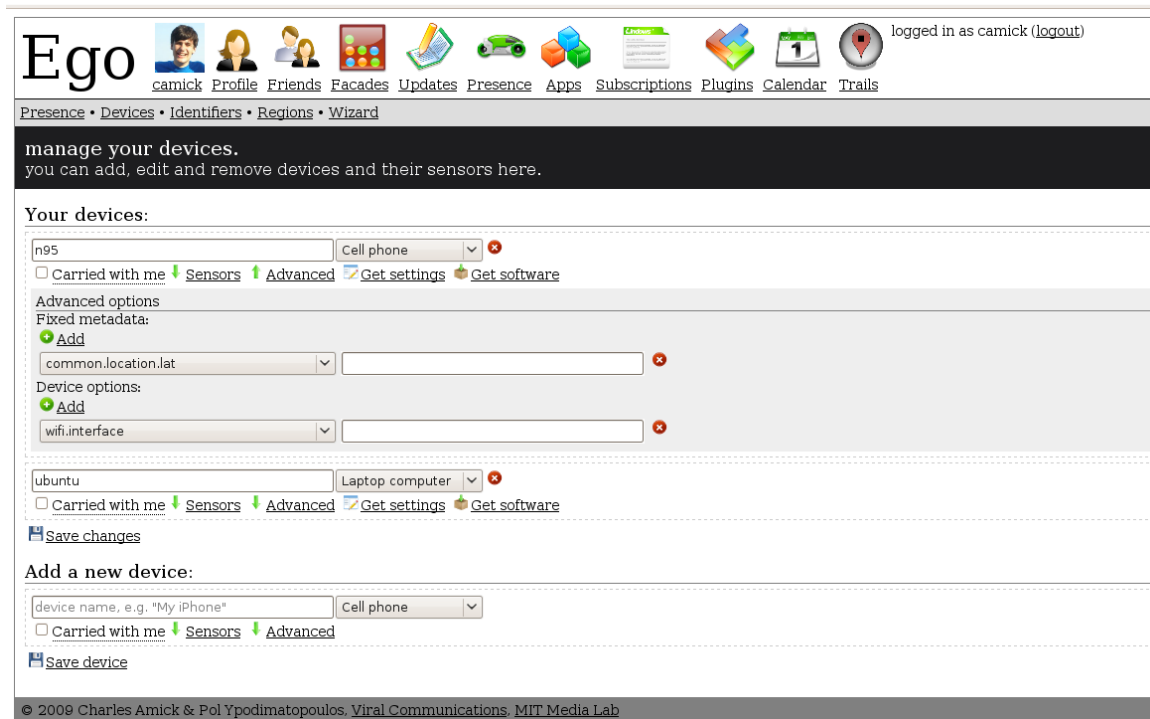 Ego
camick Profile Friends Facades Updates Presence Apps Subscriptions Plugins Calendar Trails
logged in as camick (logout)
Presence • Devices • Identifiers • Regions • Wizard
manage your devices.
you can add, edit and remove devices and their sensors here.
Your devices:
n95 Cell phone
Carried with me Sensors Advanced Get settings Get software
Advanced options
Fixed metadata:
Add
common.location.lat
Device options:
Add
wifi.interface
ubuntu Laptop computer
Carried with me Sensors Advanced Get settings Get software
Save changes
Add a new device:
device name, e.g. "My iPhone" Cell phone
Carried with me Sensors Advanced
Save device
© 2009 Charles Amick & Pol Ypodimatopoulos, Viral Communications, MIT Media Lab